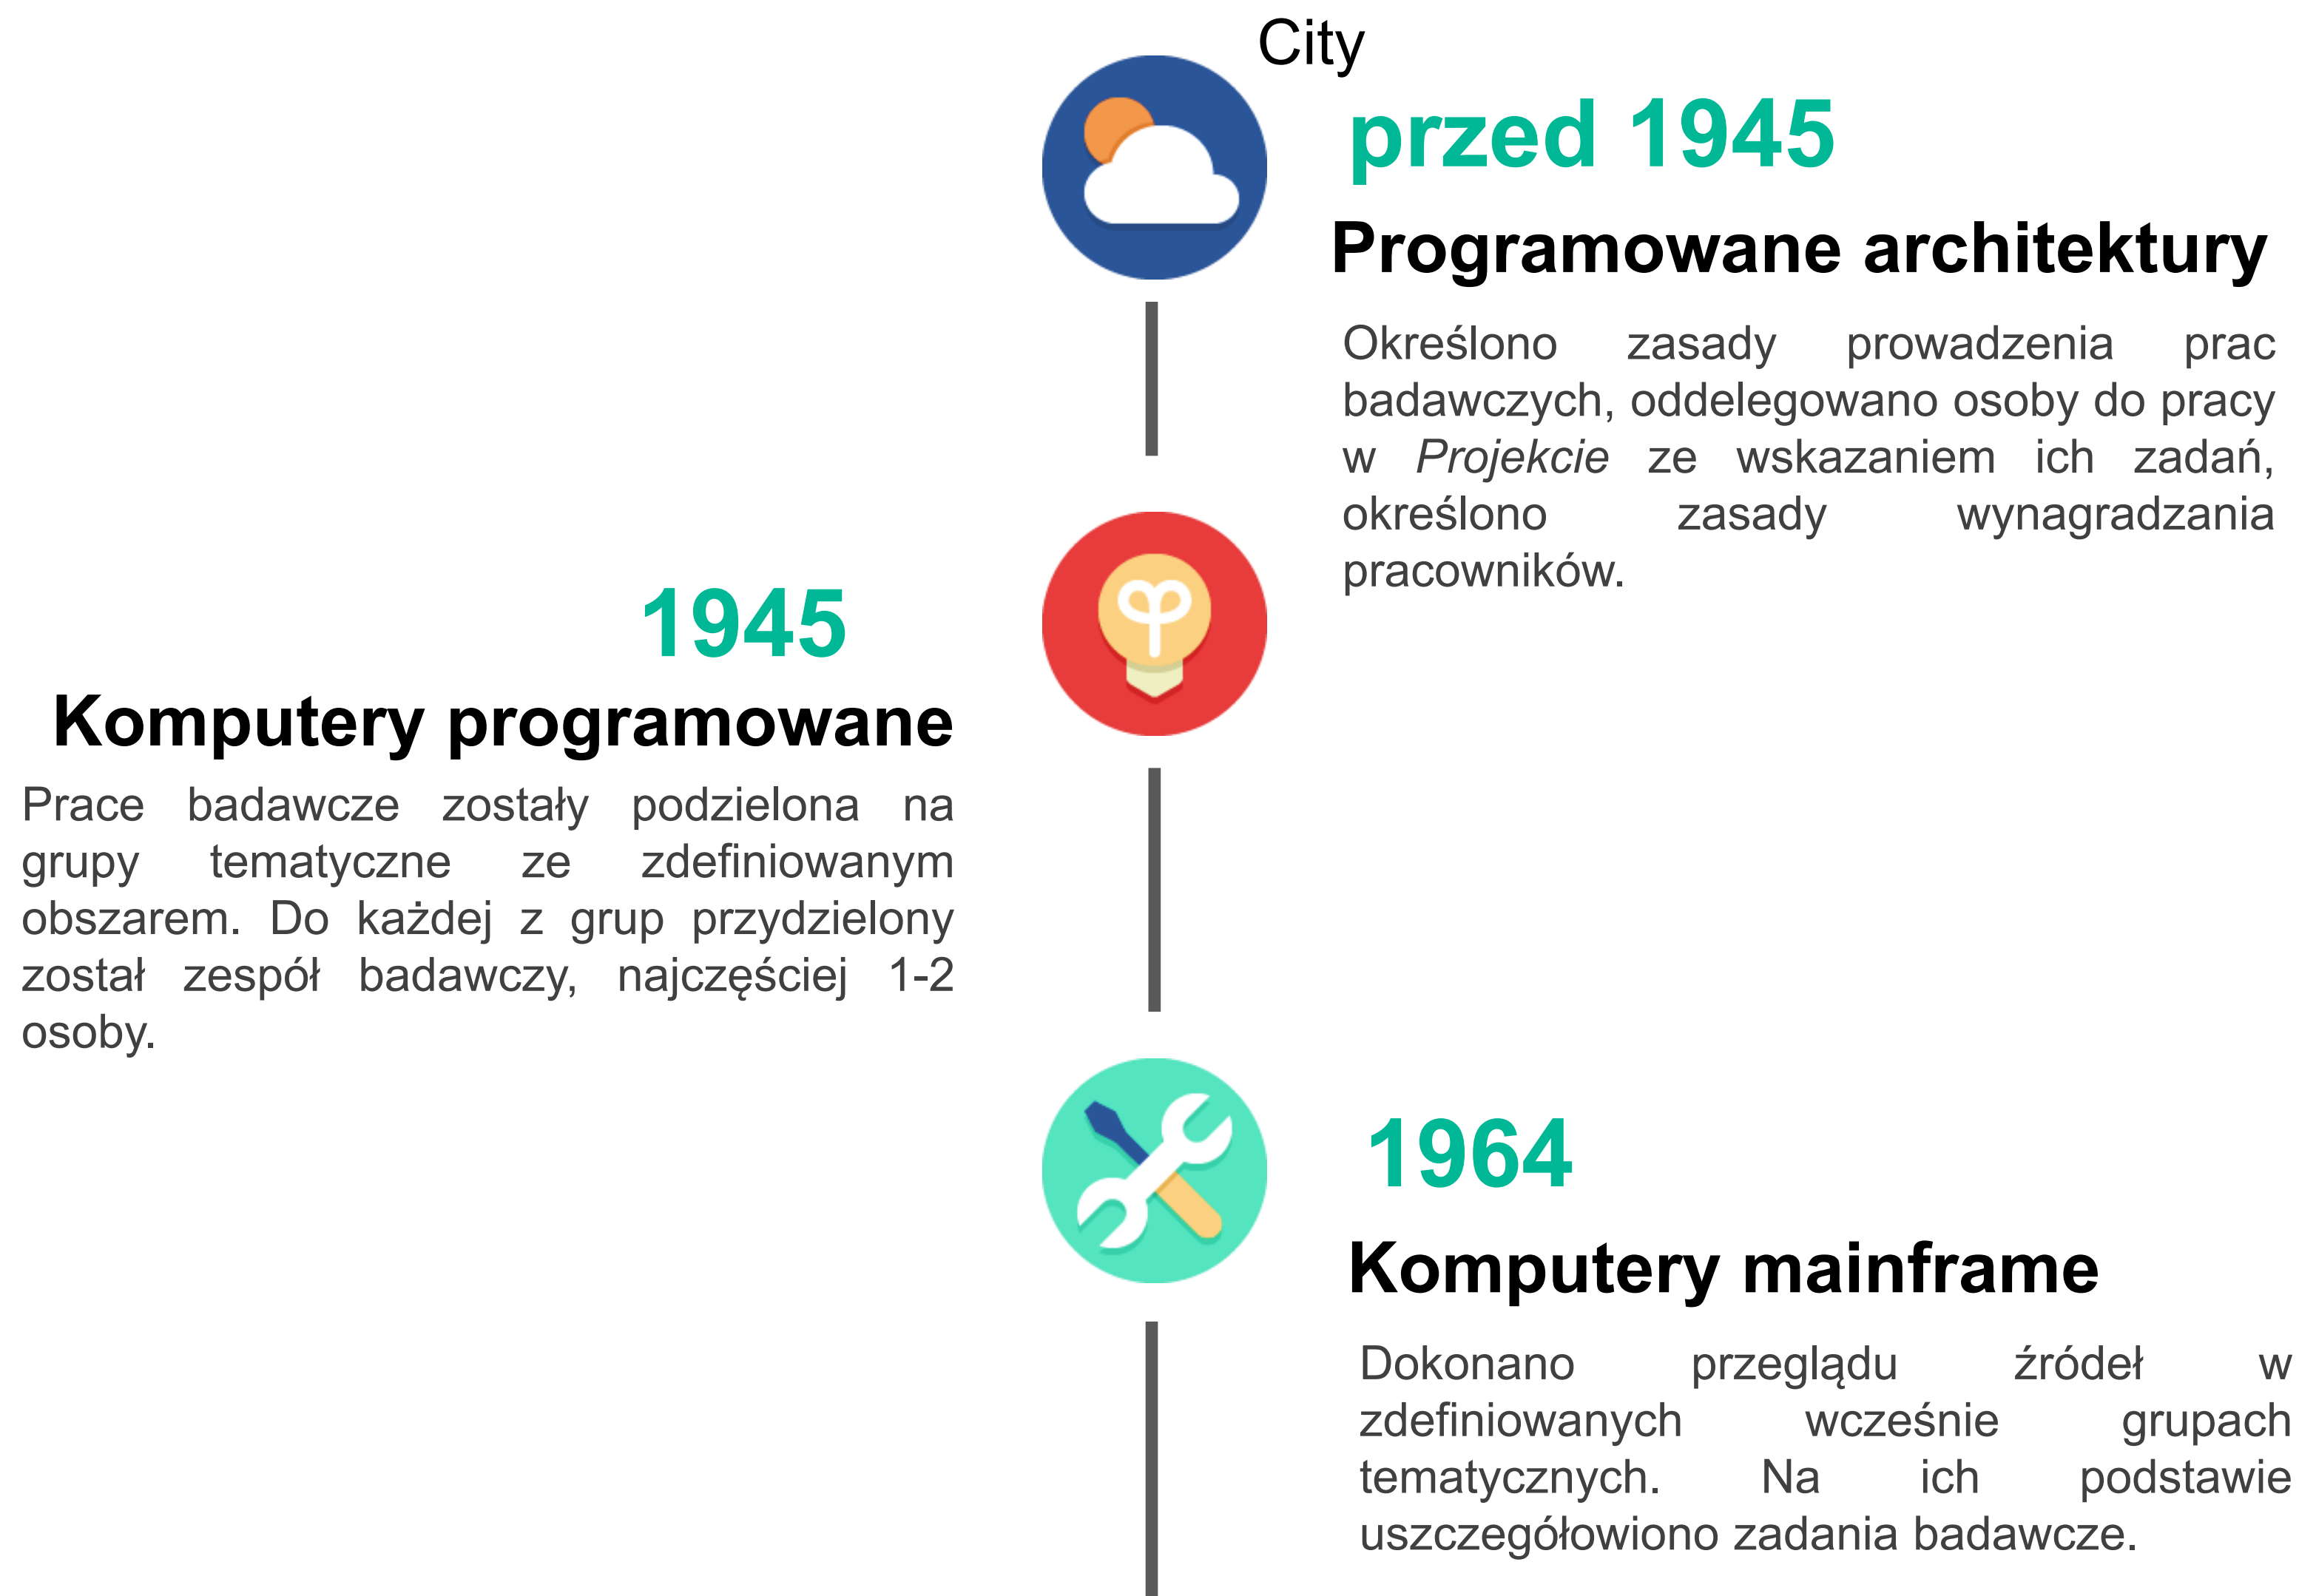 City
przed 1945
Programowane architektury
Określono zasady prowadzenia prac
badawczych, oddelegowano osoby do pracy
w Projekcie ze wskazaniem ich zadań,
określono zasady wynagradzania
pracowników.
1945
Komputery programowane
Prace badawcze zostały podzielona na
grupy tematyczne ze zdefiniowanym
obszarem. Do każdej z grup przydzielony
został zespół badawczy, najczęściej 1-2
osoby.
1964
Komputery mainframe
Dokonano przeglądu źródeł w
zdefiniowanych wcześnie grupach
tematycznych. Na ich podstawie
uszczegółowiono zadania badawcze.